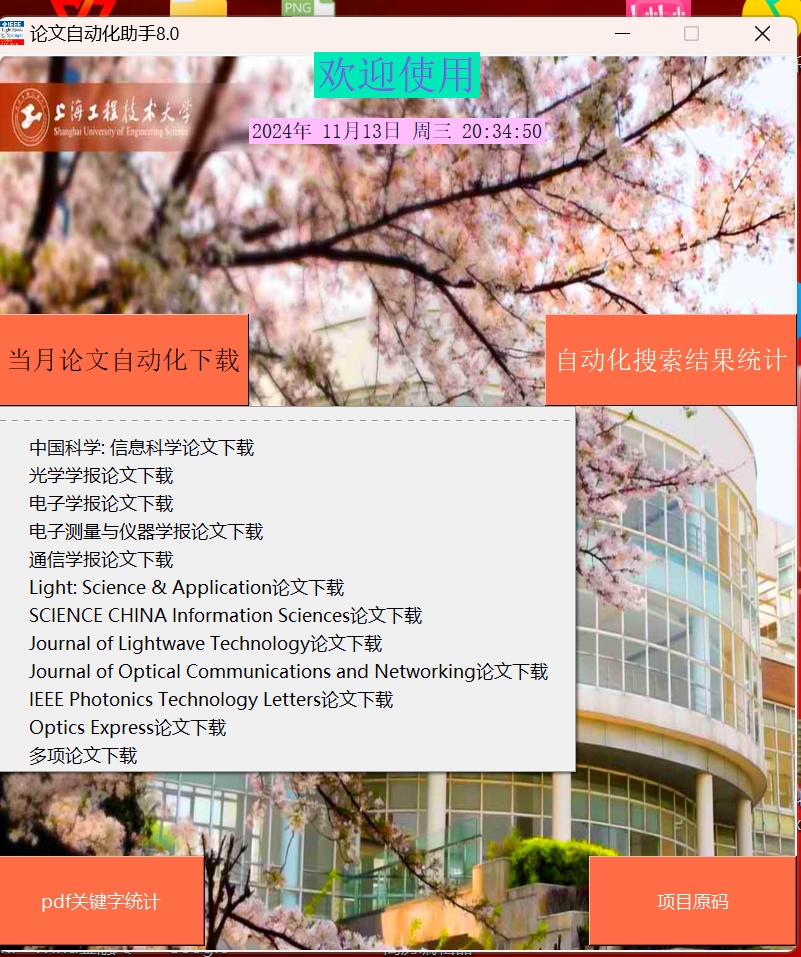 PNG
论文自动化助手8.0
欢迎使用
上海工程技术大学
Shanghai University of Engineering Science
2024年 11月13日 周三 20:34:50
当月论文自动化下载
自动化搜索结果统计
中国科学: 信息科学论文下载
光学学报论文下载
电子学报论文下载
电子测量与仪器学报论文下载
通信学报论文下载
Light: Science & Application论文下载
SCIENCE CHINA Information Sciences论文下载
Journal of Lightwave Technology论文下载
Journal of Optical Communications and Networking论文下载
IEEE Photonics Technology Letters论文下载
Optics Express论文下载
多项论文下载
pdf关键字统计
项目原码